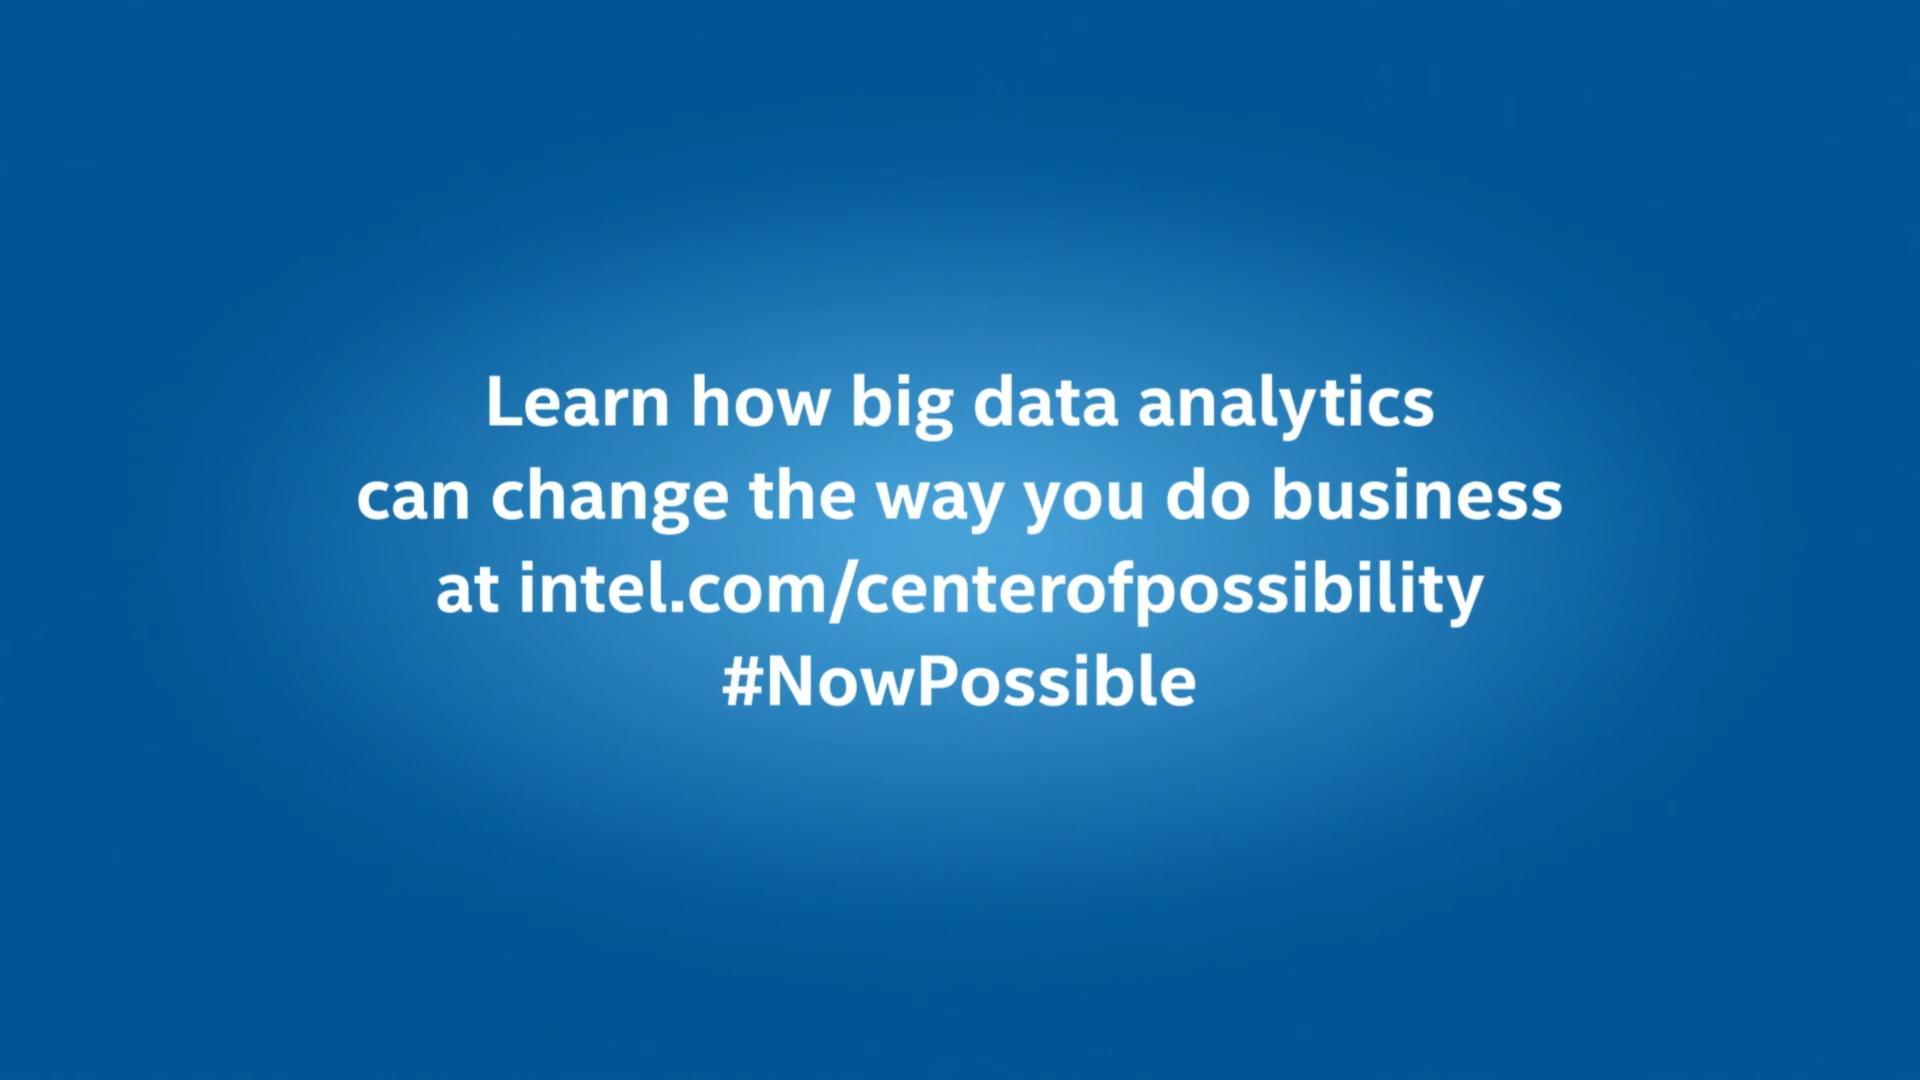 Learn how big data analytics
can change the way you do business
at intel.com/centerofpossibility
#NowPossible